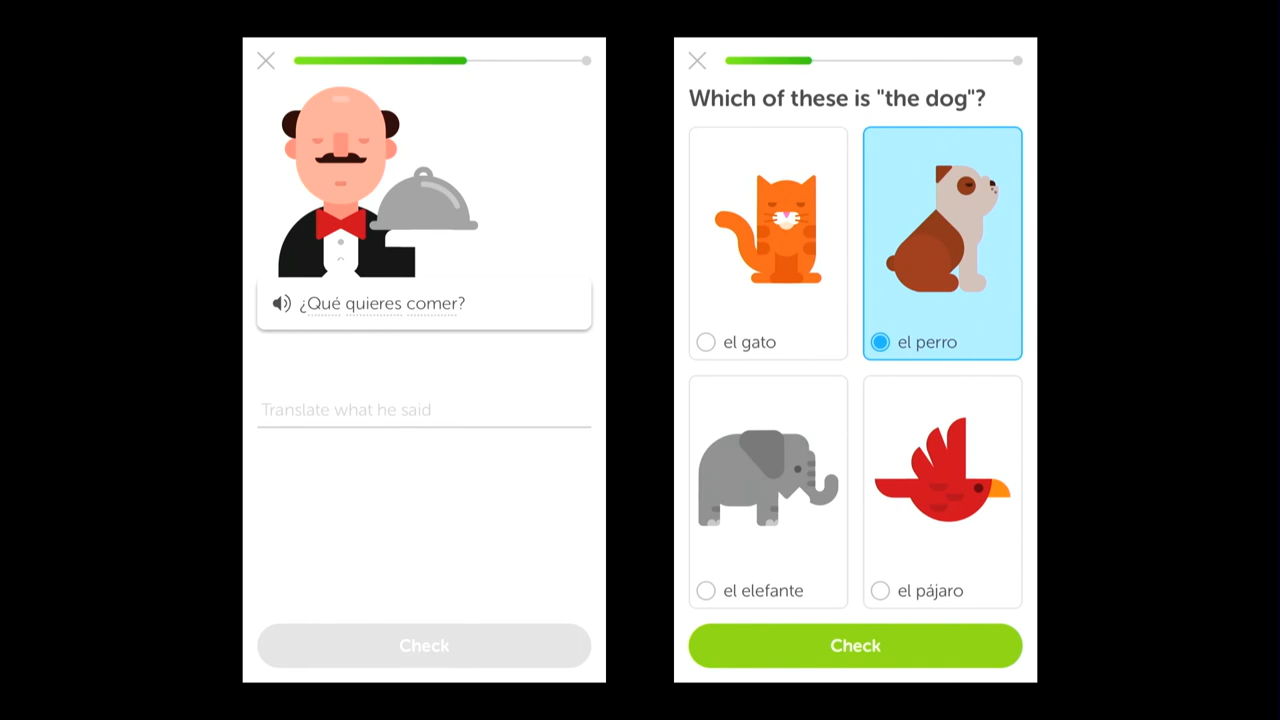 ¿Qué quieres comer?
Translate what he said
Check
Which of these is "the dog"?
el gato
el perro
el elefante
el pájaro
Check